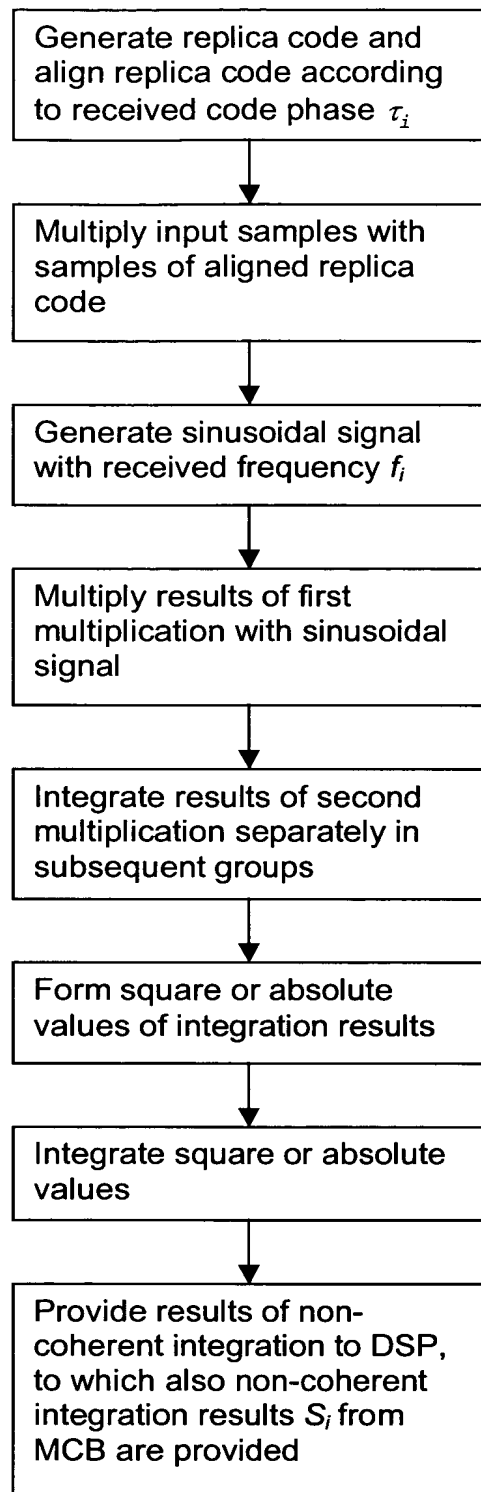 Generate replica code and
align replica code according
to received code phase τi
Multiply input samples with
samples of aligned replica
code
Generate sinusoidal signal
with received frequency fi
Multiply results of first
multiplication with sinusoidal
signal
Integrate results of second
multiplication separately in
subsequent groups
Form square or absolute
values of integration results
Integrate square or absolute
values
Provide results of non-
coherent integration to DSP,
to which also non-coherent
integration results Si from
MCB are provided